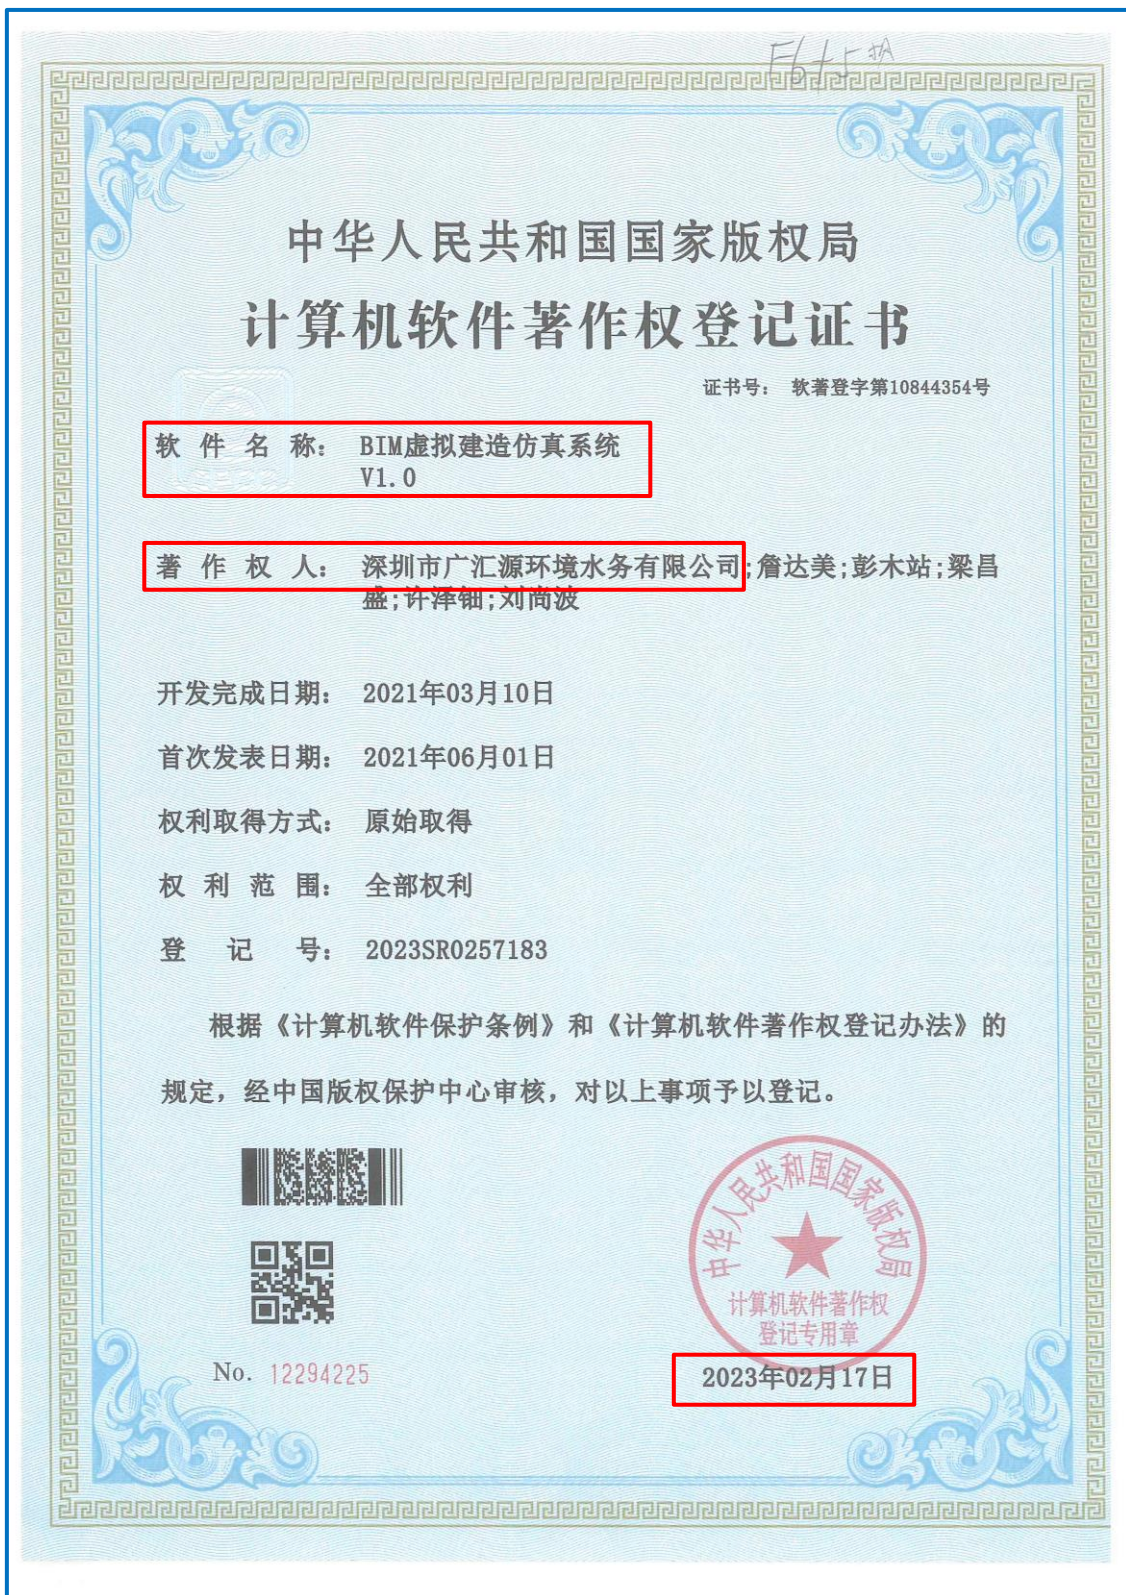 中华人民共和国国家版权局
计算机软件著作权登记证书
证书号： 软著登字第10844354号
软件名称： BIM虚拟建造仿真系统
V1.0
著作权人： 深圳市广汇源环境水务有限公司;詹达美;彭木站;梁昌
盛;许泽钿;刘尚波
开发完成日期： 2021年03月10日
首次发表日期： 2021年06月01日
权利取得方式： 原始取得
权利范围： 全部权利
登记号： 2023SR0257183
根据《计算机软件保护条例》和《计算机软件著作权登记办法》的
规定，经中国版权保护中心审核，对以上事项予以登记。
中华人民共和国国家版权局
计算机软件著作权
登记专用章
No. 12294225
2023年02月17日